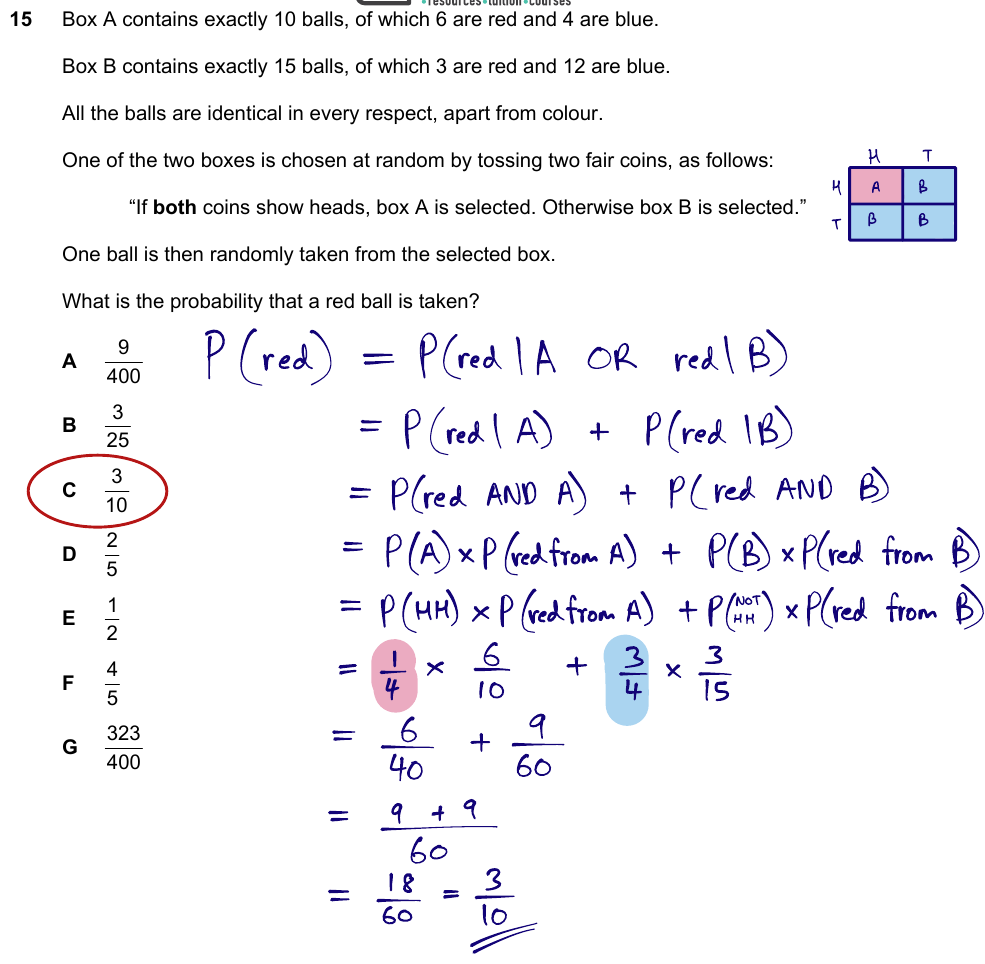 •resources•tuition•courses
15 Box A contains exactly 10 balls, of which 6 are red and 4 are blue.
Box B contains exactly 15 balls, of which 3 are red and 12 are blue.
All the balls are identical in every respect, apart from colour.
One of the two boxes is chosen at random by tossing two fair coins, as follows:
H T
H A B
“If both coins show heads, box A is selected. Otherwise box B is selected.”
T B B
One ball is then randomly taken from the selected box.
What is the probability that a red ball is taken?
A 9/400
P(red) = P(red | A OR red | B)
B 3/25
= P(red | A) + P(red | B)
C 3/10
= P(red AND A) + P(red AND B)
D 2/5
= P(A) × P(red from A) + P(B) × P(red from B)
E 1/2
= P(HH) × P(red from A) + P(NOT HH) × P(red from B)
F 4/5
= 1/4 × 6/10 + 3/4 × 3/15
G 323/400
= 6/40 + 9/60
= 9 + 9/60
= 18/60 = 3/10